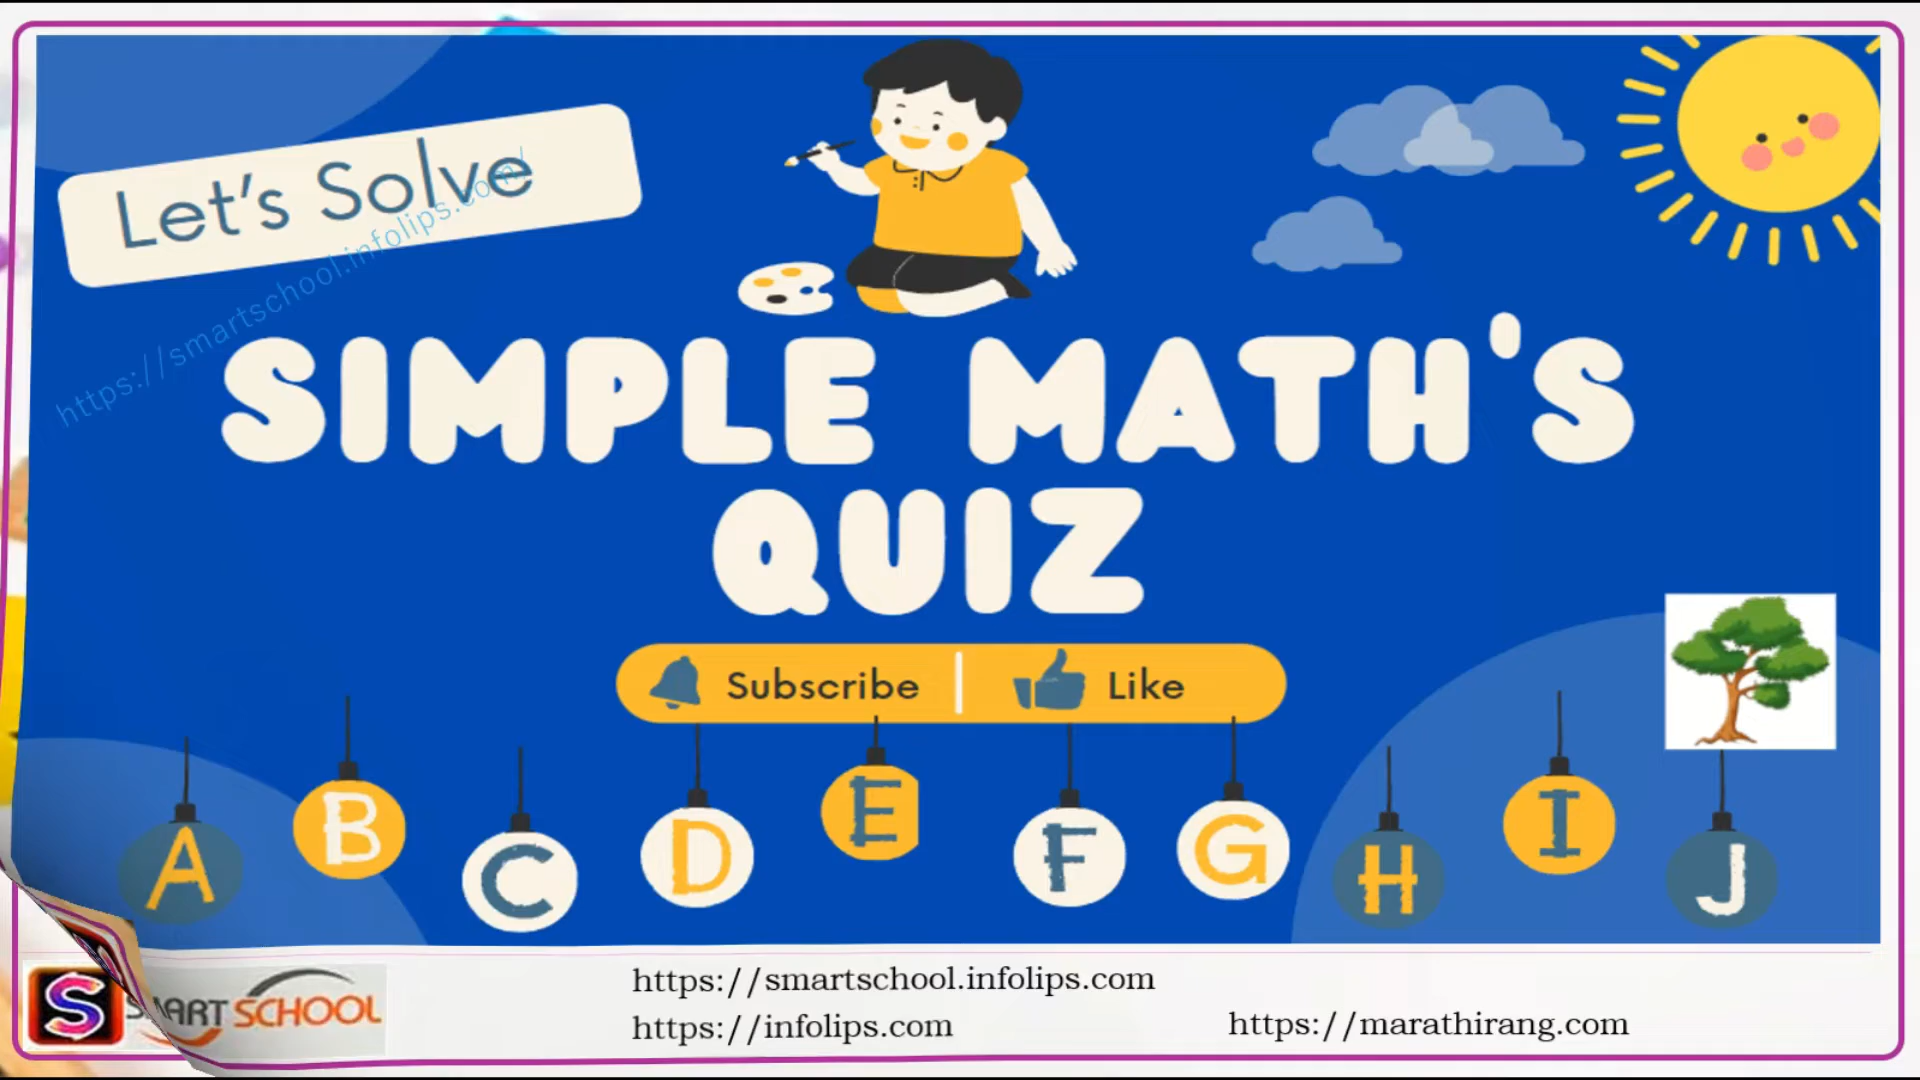 Let's Solve
https://smartschool.infolips.com/
SIMPLE MATH'S
QUIZ
Subscribe | Like
A B C D E F G H I J
S SMART SCHOOL
https://smartschool.infolips.com
https://infolips.com
https://marathirang.com